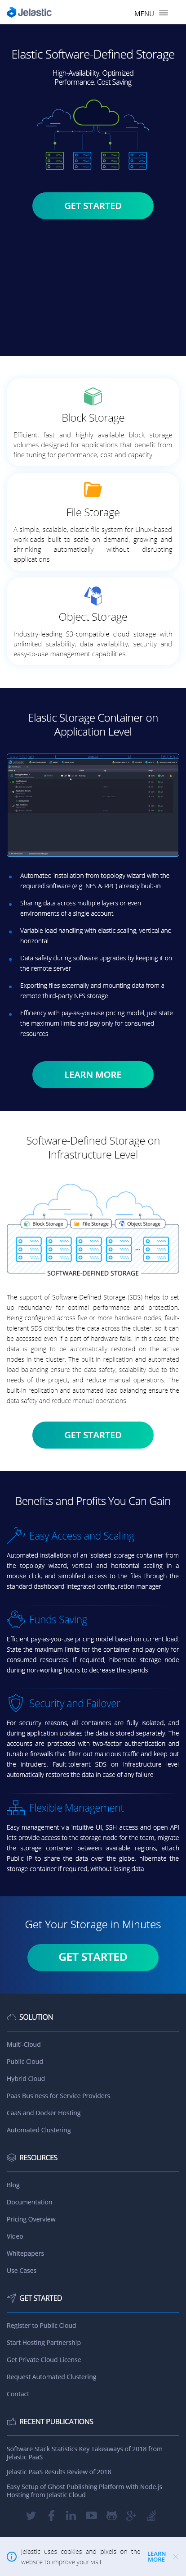 Jelastic
MENU
Elastic Software-Defined Storage
High-Availability. Optimized
Performance. Cost Saving
GET STARTED
Block Storage
Efficient, fast and highly available block storage
volumes designed for applications that benefit from
fine tuning for performance, cost and capacity
File Storage
A simple, scalable, elastic file system for Linux-based
workloads built to scale on demand, growing and
shrinking automatically without disrupting
applications
Object Storage
Industry-leading S3-compatible cloud storage with
unlimited scalability, data availability, security and
easy-to-use management capabilities
Elastic Storage Container on
Application Level
Automated installation from topology wizard with the
required software (e.g. NFS & RPC) already built-in
Sharing data across multiple layers or even
environments of a single account
Variable load handling with elastic scaling, vertical and
horizontal
Data safety during software upgrades by keeping it on
the remote server
Exporting files externally and mounting data from a
remote third-party NFS storage
Efficiency with pay-as-you-use pricing model, just state
the maximum limits and pay only for consumed
resources
LEARN MORE
Software-Defined Storage on
Infrastructure Level
Block Storage
File Storage
Object Storage
SOFTWARE-DEFINED STORAGE
The support of Software-Defined Storage (SDS) helps to set
up redundancy for optimal performance and protection.
Being configured across five or more hardware nodes, fault-
tolerant SDS distributes the data across the cluster, so it can
be accessed even if a part of hardware fails. In this case, the
data is going to be automatically restored on the active
nodes in the cluster. The built-in replication and automated
load balancing ensure the data safety, scalability due to the
needs of the project, and reduce manual operations. The
built-in replication and automated load balancing ensure the
data safety and reduce manual operations.
GET STARTED
Benefits and Profits You Can Gain
Easy Access and Scaling
Automated installation of an isolated storage container from
the topology wizard, vertical and horizontal scaling in a
mouse click, and simplified access to the files through the
standard dashboard-integrated configuration manager
Funds Saving
Efficient pay-as-you-use pricing model based on current load.
State the maximum limits for the container and pay only for
consumed resources. If required, hibernate storage node
during non-working hours to decrease the spends
Security and Failover
For security reasons, all containers are fully isolated, and
during application updates the data is stored separately. The
accounts are protected with two-factor authentication and
tunable firewalls that filter out malicious traffic and keep out
the intruders. Fault-tolerant SDS on infrastructure level
automatically restores the data in case of any failure
Flexible Management
Easy management via intuitive UI, SSH access and open API
lets provide access to the storage node for the team, migrate
the storage container between available regions, attach
Public IP to share the data over the globe, hibernate the
storage container if required, without losing data
Get Your Storage in Minutes
GET STARTED
SOLUTION
Multi-Cloud
Public Cloud
Hybrid Cloud
Paas Business for Service Providers
CaaS and Docker Hosting
Automated Clustering
RESOURCES
Blog
Documentation
Pricing Overview
Video
Whitepapers
Use Cases
GET STARTED
Register to Public Cloud
Start Hosting Partnership
Get Private Cloud License
Request Automated Clustering
Contact
RECENT PUBLICATIONS
Software Stack Statistics Key Takeaways of 2018 from
Jelastic PaaS
Jelastic PaaS Results Review of 2018
Easy Setup of Ghost Publishing Platform with Node.js
Hosting from Jelastic Cloud
Jelastic uses cookies and pixels on the
website to improve your visit
LEARN
MORE